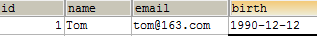 id name email birth
1 Tom tom@163.com 1990-12-12